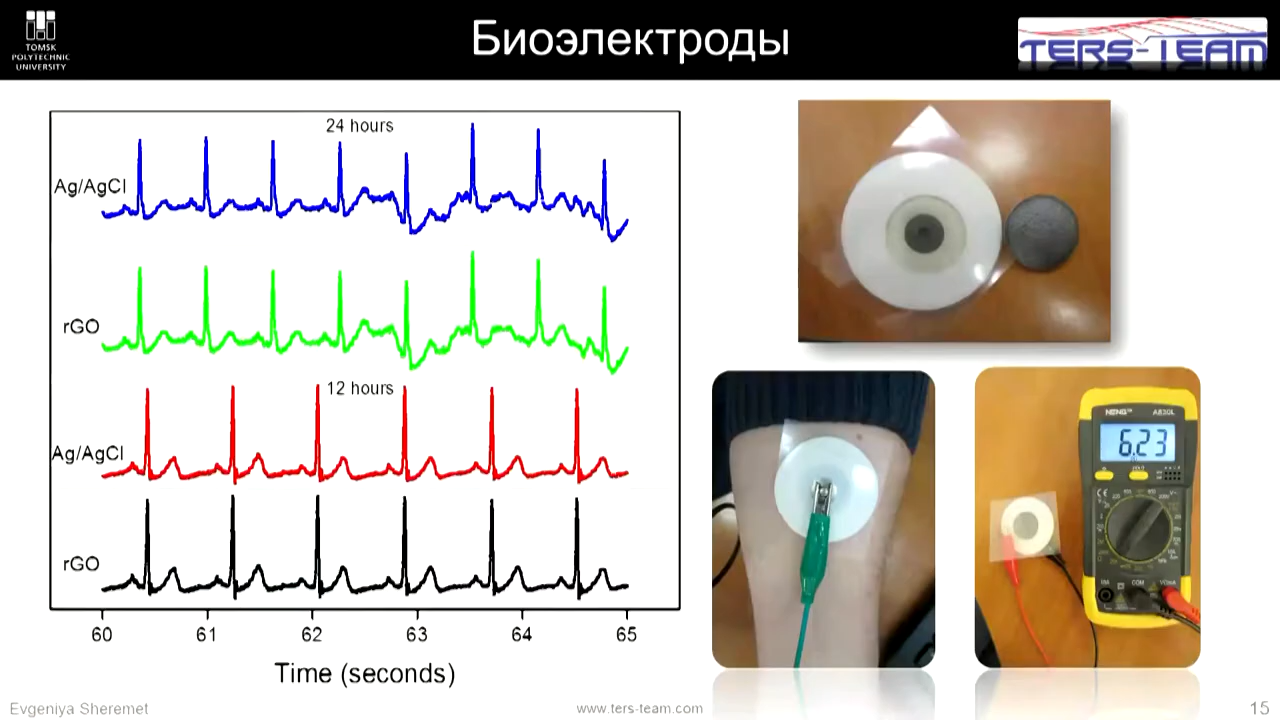 TOMSK
POLYTECHNIC
UNIVERSITY
Биоэлектроды
TERS-TEAM
24 hours
Ag/AgCl
rGO
12 hours
Ag/AgCl
rGO
60 61 62 63 64 65
Time (seconds)
6.23
COM
Evgeniya Sheremet
www.ters-team.com
15